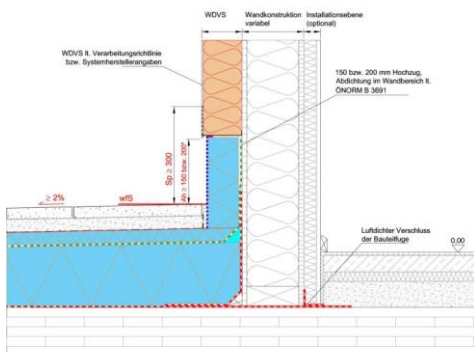 WDVS
Wandkonstruktion
variabel
Installationsebene
(optional)
WDVS lt. Verarbeitungsrichtlinie
bzw. Systemherstellerangaben
150 bzw. 200 mm Hochzug,
Abdichtung im Wandbereich lt.
ÖNORM B 3691
Sp ≥ 300
Ah ≥ 150 bzw. 200*
≥ 2%
wfS
Luftdichter Verschluss
der Bauteilfuge
0,00